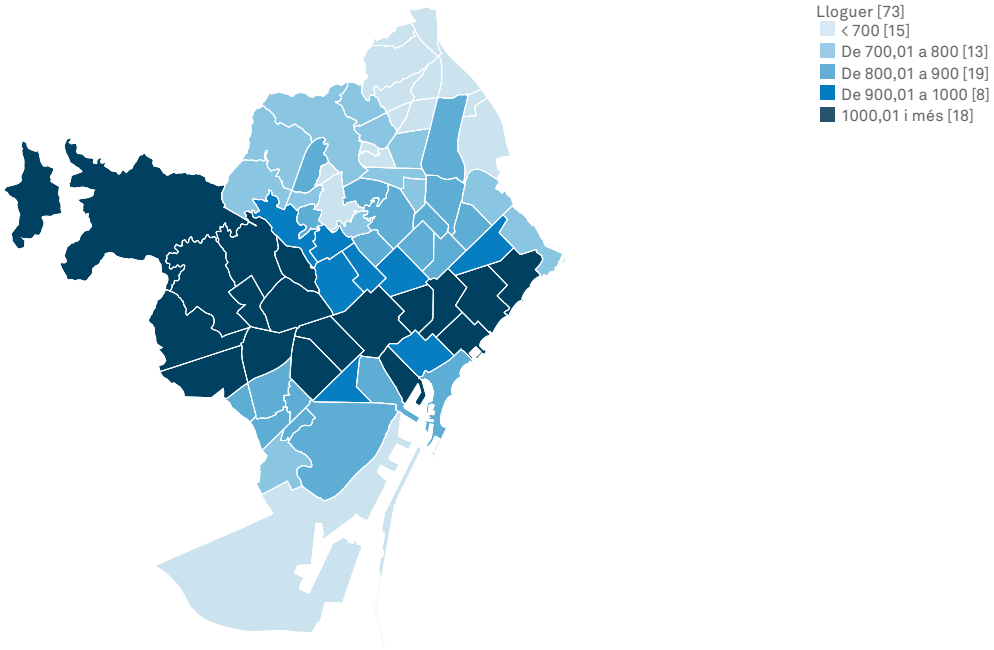 Lloguer [73]
< 700 [15]
De 700,01 a 800 [13]
De 800,01 a 900 [19]
De 900,01 a 1000 [8]
1000,01 i més [18]